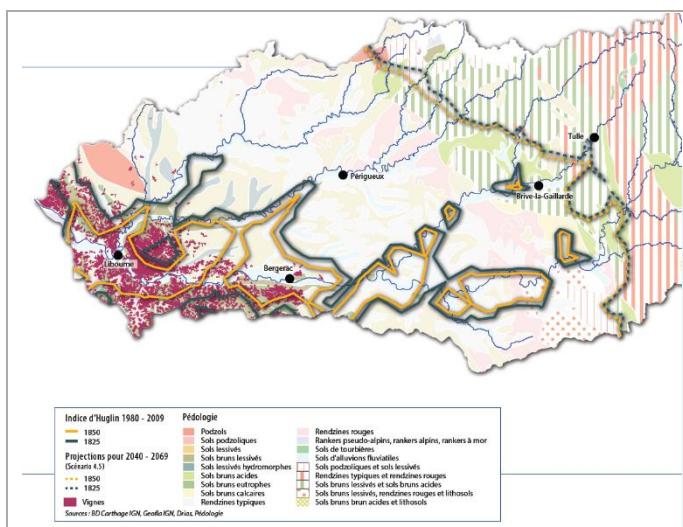 Tulle
Périgueux
Brive-la-Gaillarde
Libourne
Bergerac
Indice d'Huglin 1980 - 2009
1850
1825
Projections pour 2040 - 2069
(Scénario 4.5)
1850
1825
Vignes
Pédologie
Podzols
Sols podzoliques
Sols lessivés
Sols bruns lessivés
Sols lessivés hydromorphes
Sols bruns acides
Sols bruns eutrophes
Sols bruns calcaires
Rendzines typiques
Rendzines rouges
Rankers pseudo-alpins, rankers alpins, rankers à mor
Sols de tourbières
Sols d'alluvions fluviatiles
Sols podzoliques et sols lessivés
Rendzines typiques et rendzines rouges
Sols bruns lessivés et sols bruns acides
Sols bruns lessivés, rendzines rouges et lithosols
Sols bruns brun acides et lithosols
Sources : BD Carthage IGN, Geofla IGN, Drias, Pédologie